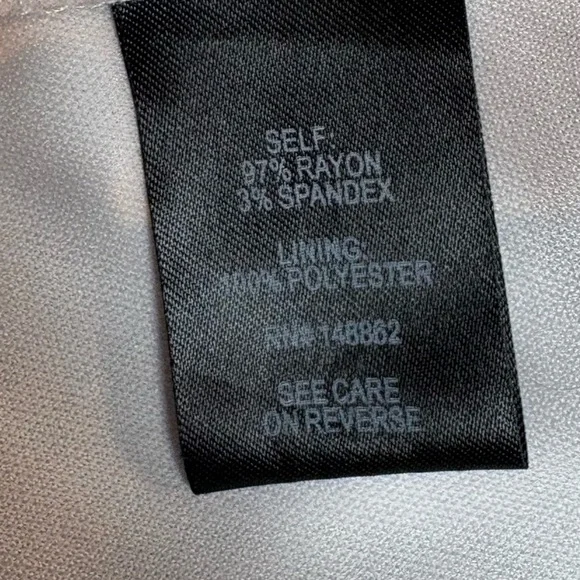 SELF:
97% RAYON
3% SPANDEX
LINING:
100% POLYESTER
RN# 148862
SEE CARE
ON REVERSE